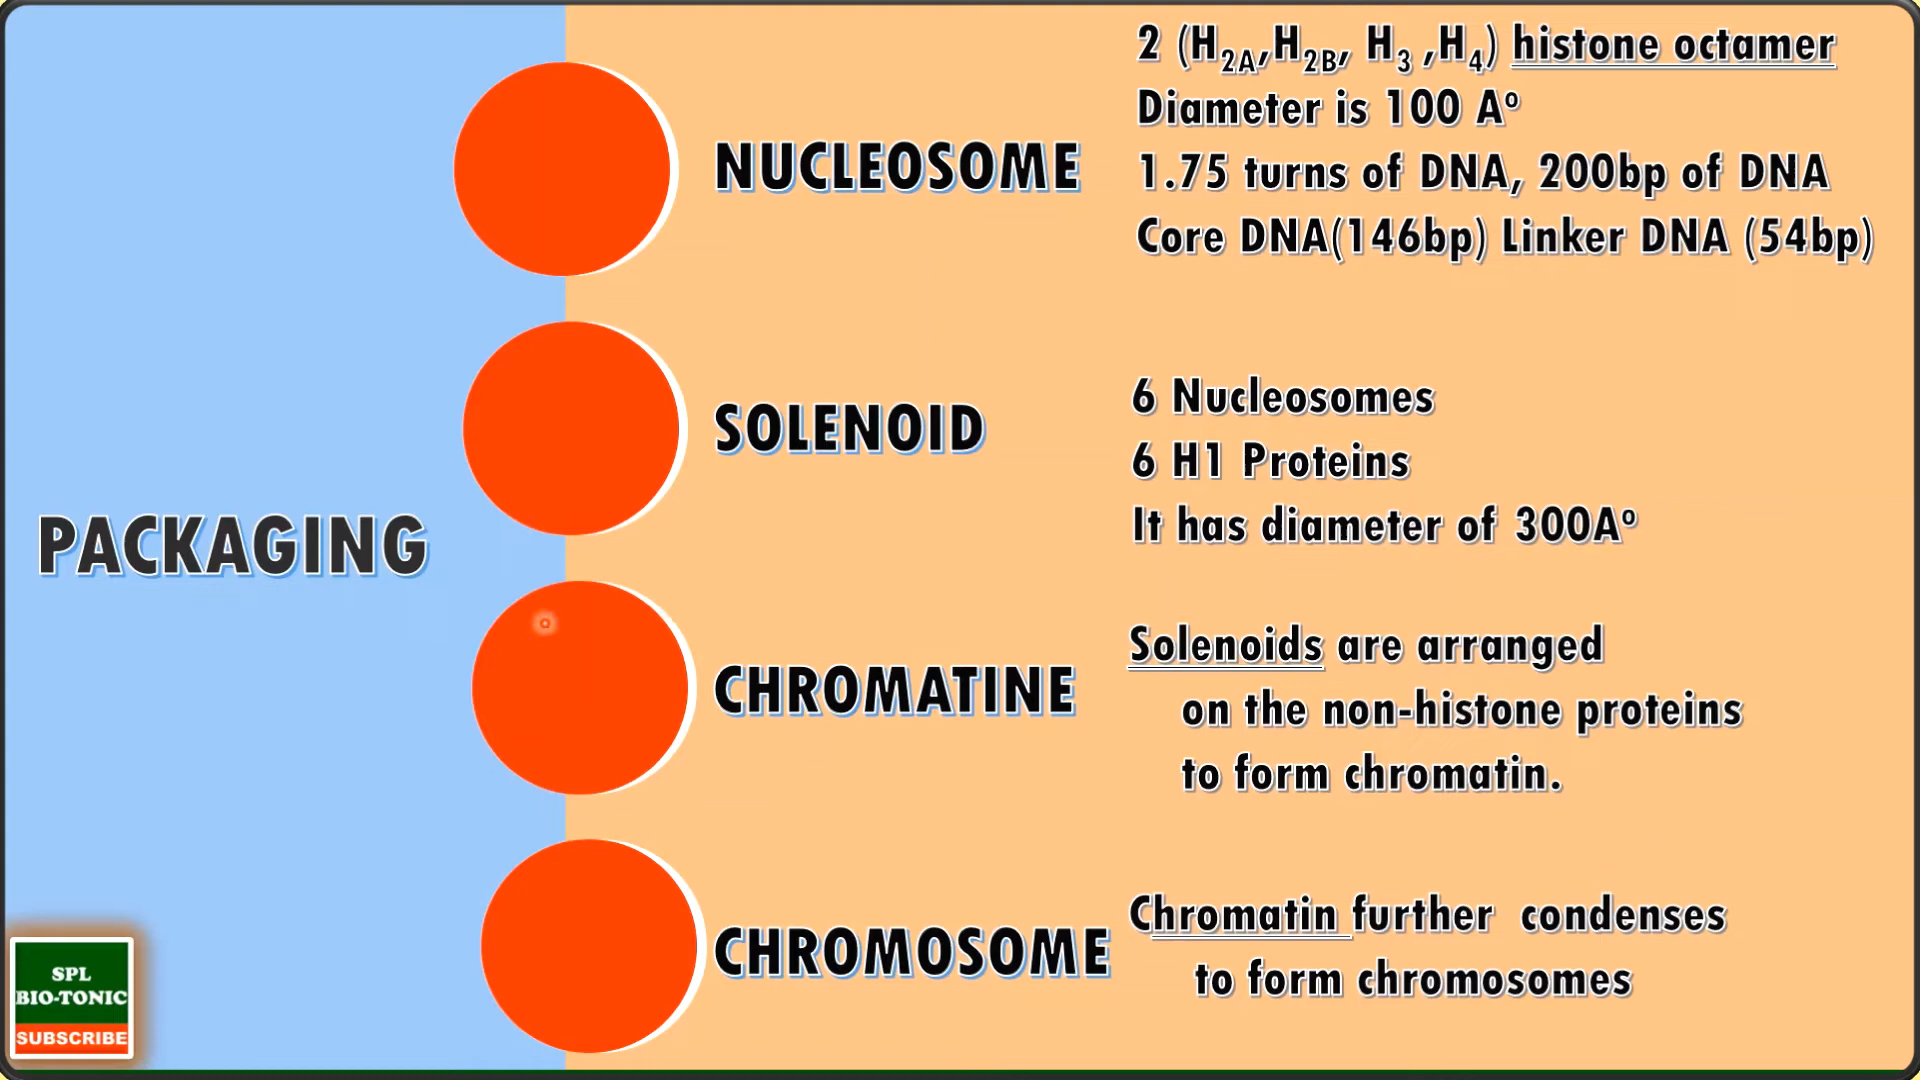 PACKAGING
NUCLEOSOME
2 (H2A,H2B, H3 ,H4) histone octamer
Diameter is 100 Aº
1.75 turns of DNA, 200bp of DNA
Core DNA(146bp) Linker DNA (54bp)
SOLENOID
6 Nucleosomes
6 H1 Proteins
It has diameter of 300Aº
CHROMATINE
Solenoids are arranged
on the non-histone proteins
to form chromatin.
CHROMOSOME
Chromatin further condenses
to form chromosomes
SPL
BIO-TONIC
SUBSCRIBE